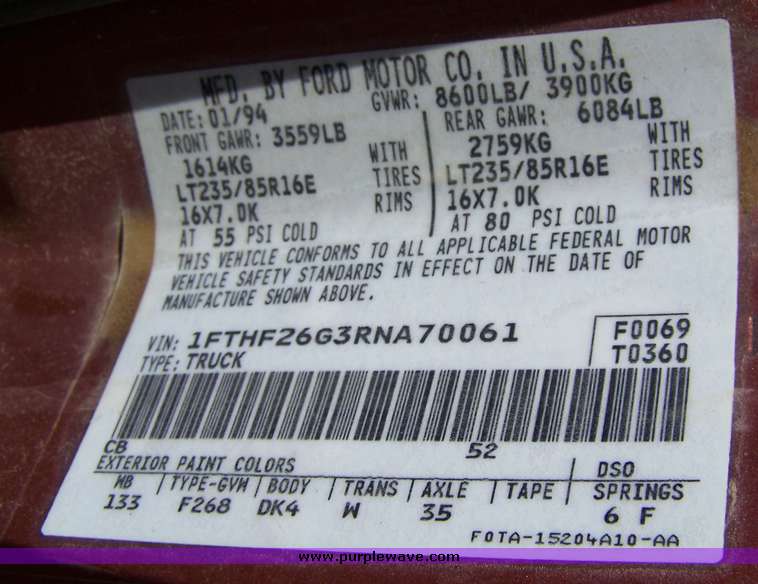 MFD. BY FORD MOTOR CO. IN U.S.A.
DATE: 01/94 GVWR: 8600LB/ 3900KG
FRONT GAWR: 3559LB REAR GAWR: 6084LB
1614KG WITH 2759KG WITH
LT235/85R16E TIRES LT235/85R16E TIRES
16X7.0K RIMS 16X7.0K RIMS
AT 55 PSI COLD AT 80 PSI COLD
THIS VEHICLE CONFORMS TO ALL APPLICABLE FEDERAL MOTOR
VEHICLE SAFETY STANDARDS IN EFFECT ON THE DATE OF
MANUFACTURE SHOWN ABOVE.
VIN: 1FTHF26G3RNA70061 F0069
TYPE: TRUCK T0360
CB 52
EXTERIOR PAINT COLORS DSO
WB TYPE-GVW BODY TRANS AXLE TAPE SPRINGS
133 F268 DK4 W 35 6 F
F0TA-15204A10-AA
www.purplewave.com